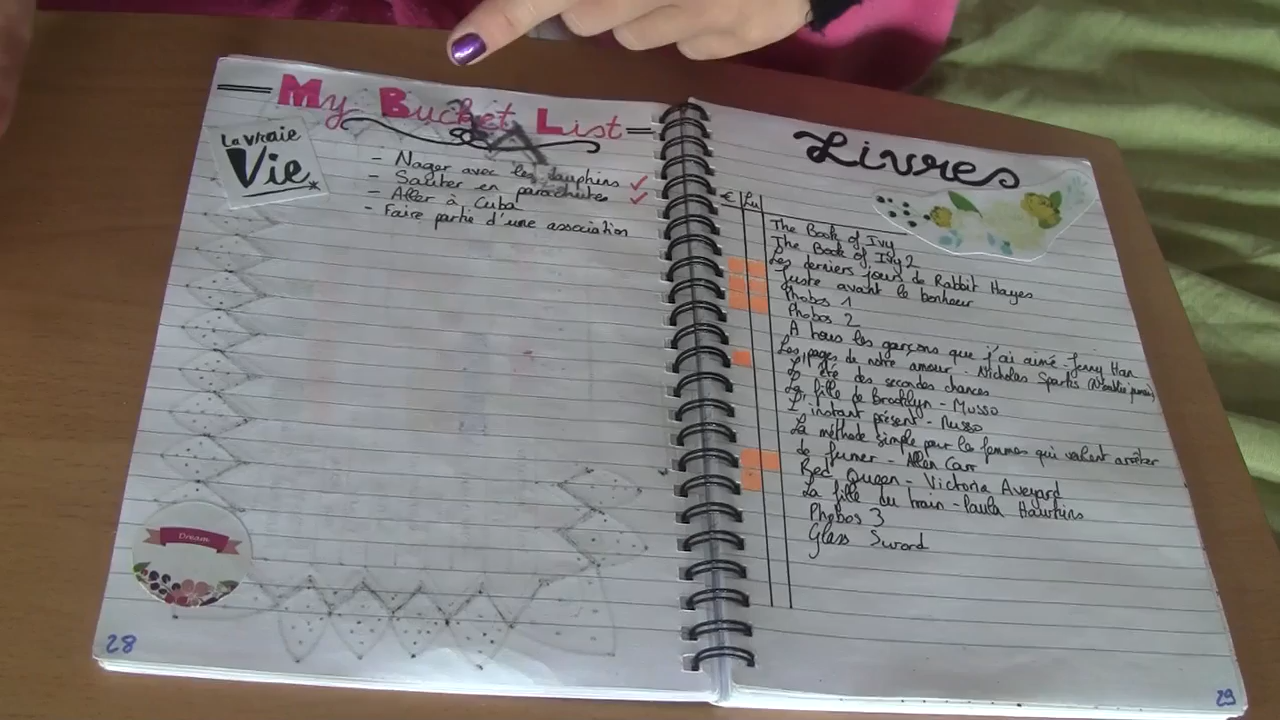 My Bucket List
La vraie
Vie
- Nager avec les dauphins ✓
- Sauter en parachute ✓
- Aller à Cuba
- Faire partie d'une association
Dream
28
Livres
€ Lu
The Book of Ivy
The Book of Ivy 2
Les derniers jours de Rabbit Hayes
Juste avant le bonheur
Phobos 1
Phobos 2
A tous les garçons que j'ai aimé - Jenny Han
Les pages de notre amour - Nicholas Sparks (N'oublie jamais)
L'été des secondes chances
La fille de Brooklyn - Musso
L'instant présent - Musso
La méthode simple pour les femmes qui veulent arrêter
de fumer - Allen Carr
Red Queen - Victoria Aveyard
La fille du train - Paula Hawkins
Phobos 3
Glass Sword
29